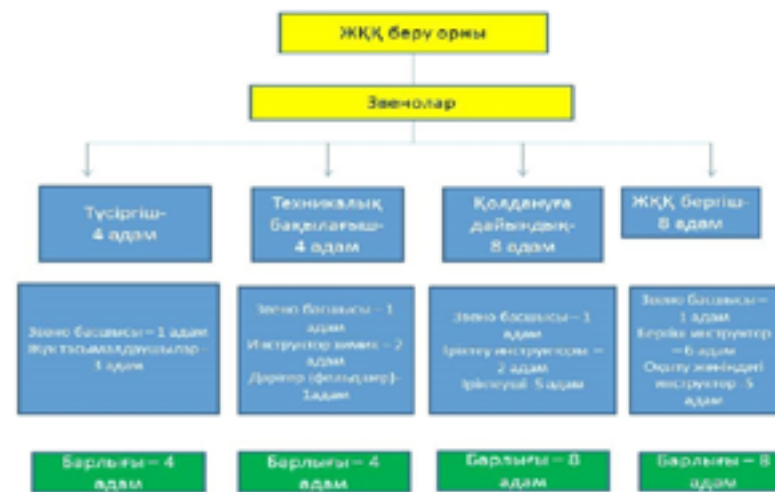 ЖҚҚ беру орны
Звенолар
Түсіргіш-
4 адам
Техникалық
бақылағыш-
4 адам
Қолдануға
дайындық-
8 адам
ЖҚҚ бергіш-
8 адам
Звено басшысы – 1 адам
Жүк тасымалдаушылар-
3 адам
Звено басшысы – 1
адам
Инструктор химик – 2
адам
Дәрігер (фельдшер)-
1адам
Звено басшысы – 1
адам
Іріктеу инструкторы –
2 адам
Іріктеуші 5 адам
Звено басшысы –
1 адам
Бергіш инструктор
– 6 адам
Оқыту жөніндегі
инструктор 5
адам
Барлығы – 4
адам
Барлығы – 4
адам
Барлығы – 8
адам
Барлығы – 8
адам